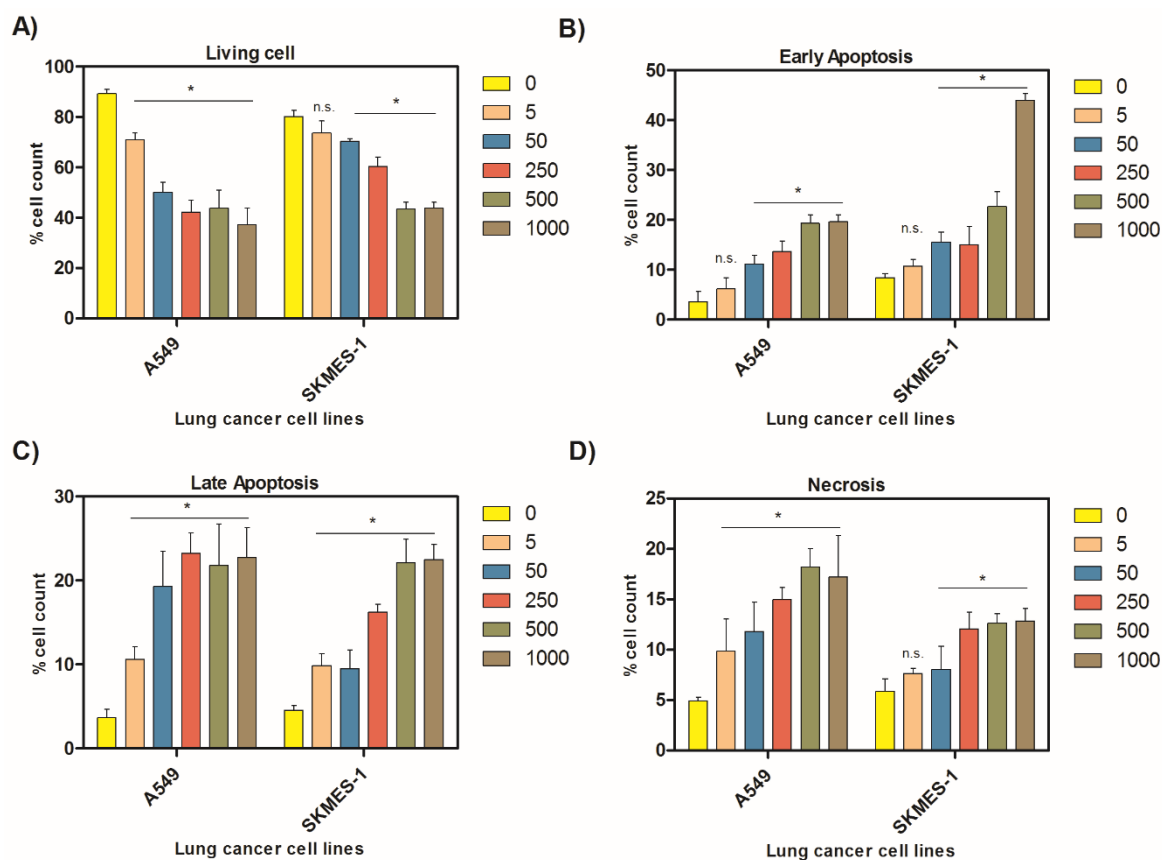 A)
Living cell
% cell count
100
80
60
40
20
0
*
n.s.
*
0
5
50
250
500
1000
A549
SKMES-1
Lung cancer cell lines
B)
Early Apoptosis
% cell count
50
40
30
20
10
0
n.s.
*
n.s.
*
0
5
50
250
500
1000
A549
SKMES-1
Lung cancer cell lines
C)
Late Apoptosis
% cell count
30
20
10
0
*
*
0
5
50
250
500
1000
A549
SKMES-1
Lung cancer cell lines
D)
Necrosis
% cell count
25
20
15
10
5
0
*
n.s.
*
0
5
50
250
500
1000
A549
SKMES-1
Lung cancer cell lines